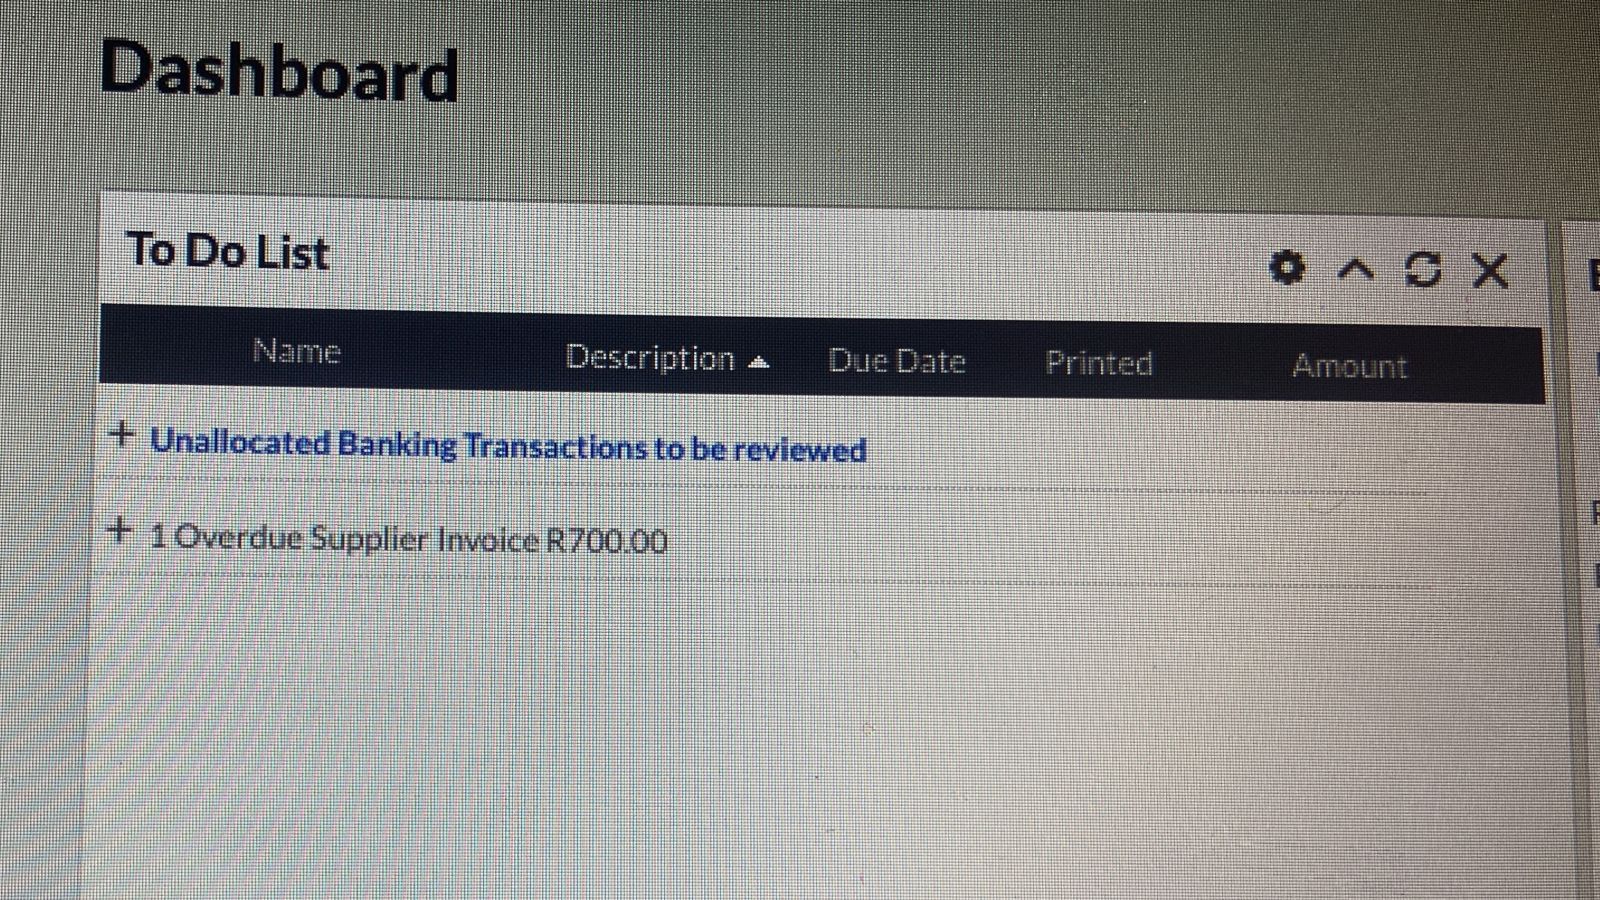 Dashboard
To Do List
Name Description Due Date Printed Amount
+ Unallocated Banking Transactions to be reviewed
+ 1 Overdue Supplier Invoice R700.00